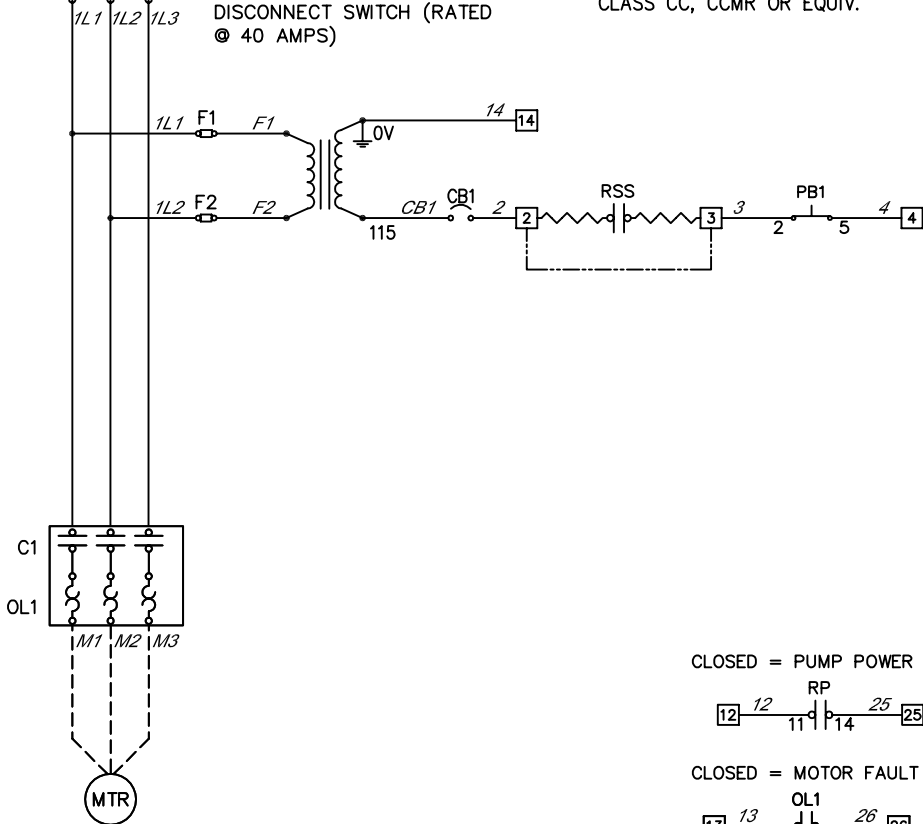 1L1 1L2 1L3
DISCONNECT SWITCH (RATED
@ 40 AMPS)
CLASS CC, CCMR OR EQUIV.
1L1 F1 F1
14 14
0V
1L2 F2 F2
115
CB1 CB1 2 2
RSS
3 3
PB1
2 5
4 4
C1
OL1
M1 M2 M3
MTR
CLOSED = PUMP POWER
RP
12 12 11 14 25 25
CLOSED = MOTOR FAULT
OL1
13 26